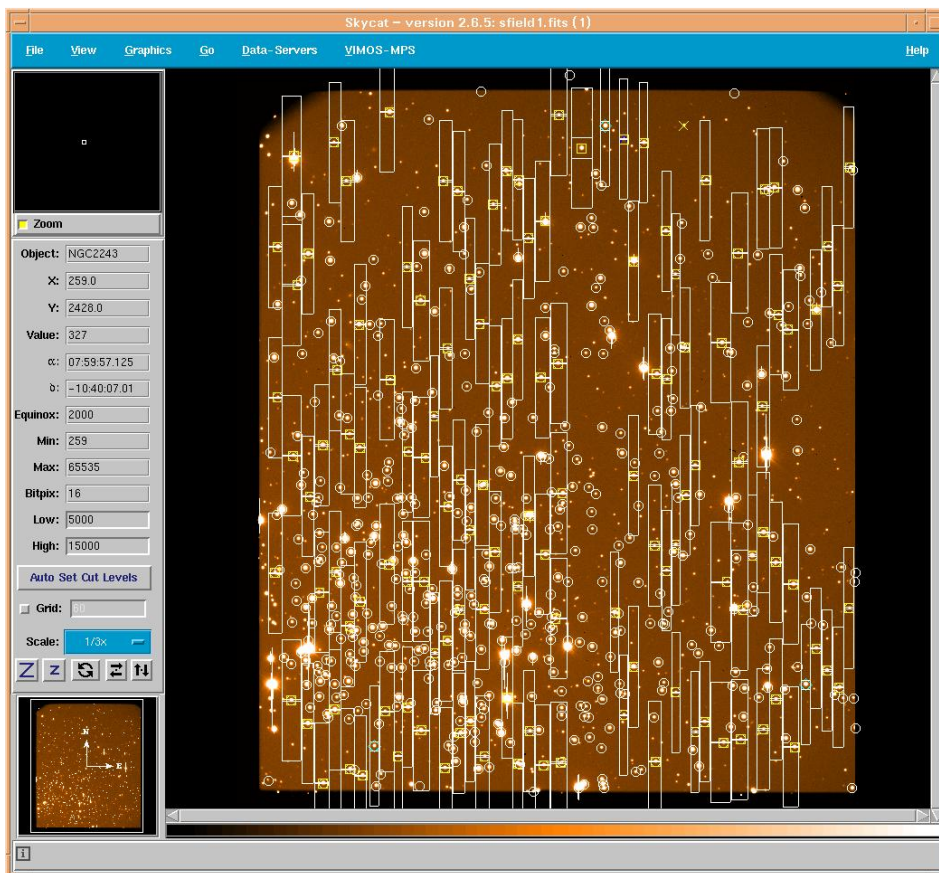 Skycat – version 2.6.5: sfield1.fits (1)
File View Graphics Go Data-Servers VIMOS-MPS Help
Zoom
Object: NGC2243
X: 259.0
Y: 2428.0
Value: 327
α: 07:59:57.125
δ: -10:40:07.01
Equinox: 2000
Min: 259
Max: 65535
Bitpix: 16
Low: 5000
High: 15000
Auto Set Cut Levels
Grid: 60
Scale: 1/3×
Z z
N
E
i